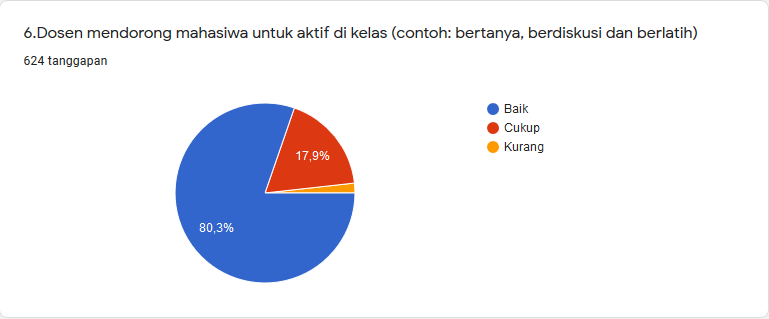 6.Dosen mendorong mahasiwa untuk aktif di kelas (contoh: bertanya, berdiskusi dan berlatih)
624 tanggapan
Baik
Cukup
Kurang
17,9%
80,3%